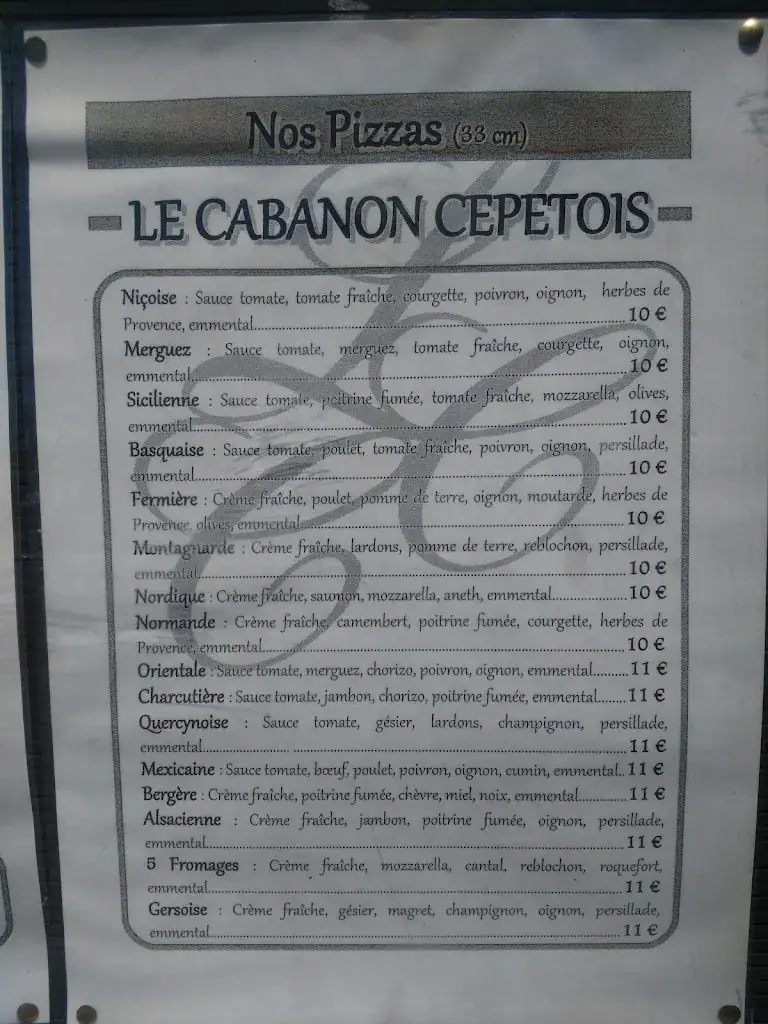 Nos Pizzas (33 cm)
LE CABANON CEPETOIS
Niçoise : Sauce tomate, tomate fraîche, courgette, poivron, oignon, herbes de
Provence, emmental 10 €
Merguez : Sauce tomate, merguez, tomate fraîche, courgette, oignon,
emmental 10 €
Sicilienne : Sauce tomate, poitrine fumée, tomate fraîche, mozzarella, olives,
emmental 10 €
Basquaise : Sauce tomate, poulet, tomate fraîche, poivron, oignon, persillade,
emmental 10 €
Fermière : Crème fraîche, poulet, pomme de terre, oignon, moutarde, herbes de
Provence, olives, emmental 10 €
Montagnarde : Crème fraîche, lardons, pomme de terre, reblochon, persillade,
emmental 10 €
Nordique : Crème fraîche, saumon, mozzarella, aneth, emmental 10 €
Normande : Crème fraîche, camembert, poitrine fumée, courgette, herbes de
Provence, emmental 10 €
Orientale : Sauce tomate, merguez, chorizo, poivron, oignon, emmental 11 €
Charcutière : Sauce tomate, jambon, chorizo, poitrine fumée, emmental 11 €
Quercynoise : Sauce tomate, gésier, lardons, champignon, persillade,
emmental 11 €
Mexicaine : Sauce tomate, bœuf, poulet, poivron, oignon, cumin, emmental 11 €
Bergère : Crème fraîche, poitrine fumée, chèvre, miel, noix, emmental 11 €
Alsacienne : Crème fraîche, jambon, poitrine fumée, oignon, persillade,
emmental 11 €
5 Fromages : Crème fraîche, mozzarella, cantal, reblochon, roquefort,
emmental 11 €
Gersoise : Crème fraîche, gésier, magret, champignon, oignon, persillade,
emmental 11 €